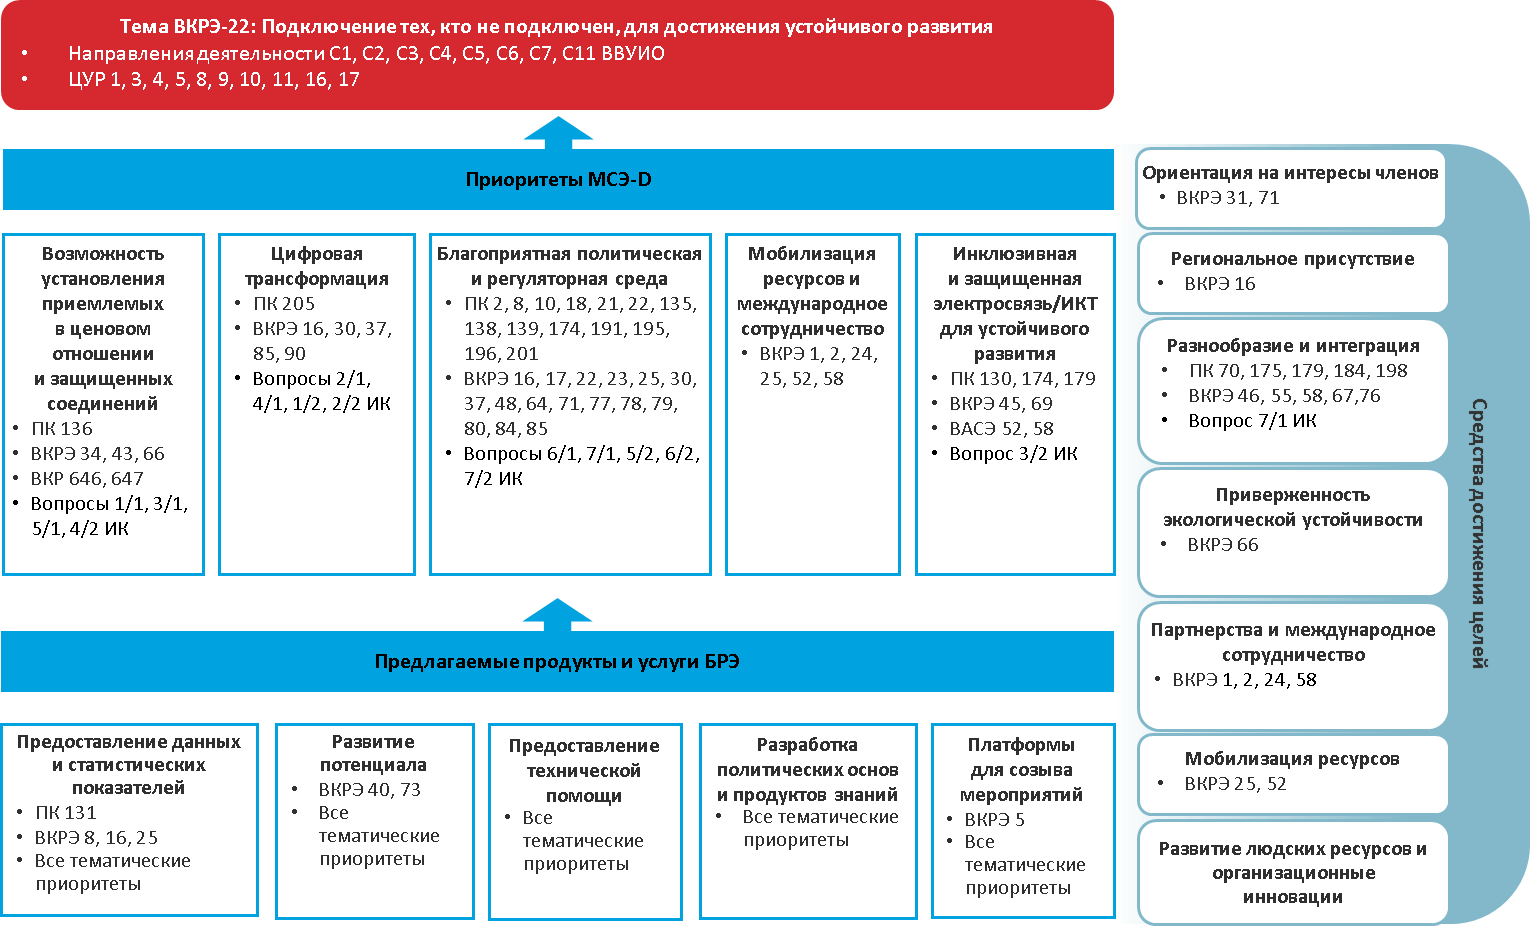 Тема ВКРЭ-22: Подключение тех, кто не подключен, для достижения устойчивого развития
• Направления деятельности C1, C2, C3, C4, C5, C6, C7, C11 ВВУИО
• ЦУР 1, 3, 4, 5, 8, 9, 10, 11, 16, 17
Приоритеты МСЭ-D
Возможность
установления
приемлемых
в ценовом
отношении
и защищенных
соединений
• ПК 136
• ВКРЭ 34, 43, 66
• ВКР 646, 647
• Вопросы 1/1, 3/1,
5/1, 4/2 ИК
Цифровая
трансформация
• ПК 205
• ВКРЭ 16, 30, 37,
85, 90
• Вопросы 2/1,
4/1, 1/2, 2/2 ИК
Благоприятная политическая
и регуляторная среда
• ПК 2, 8, 10, 18, 21, 22, 135,
138, 139, 174, 191, 195,
196, 201
• ВКРЭ 16, 17, 22, 23, 25, 30,
37, 48, 64, 71, 77, 78, 79,
80, 84, 85
• Вопросы 6/1, 7/1, 5/2, 6/2,
7/2 ИК
Мобилизация
ресурсов и
международное
сотрудничество
• ВКРЭ 1, 2, 24,
25, 52, 58
Инклюзивная
и защищенная
электросвязь/ИКТ
для устойчивого
развития
• ПК 130, 174, 179
• ВКРЭ 45, 69
• ВАСЭ 52, 58
• Вопрос 3/2 ИК
Предлагаемые продукты и услуги БРЭ
Предоставление данных
и статистических
показателей
• ПК 131
• ВКРЭ 8, 16, 25
• Все тематические
приоритеты
Развитие
потенциала
• ВКРЭ 40, 73
• Все
тематические
приоритеты
Предоставление
технической
помощи
• Все
тематические
приоритеты
Разработка
политических основ
и продуктов знаний
• Все тематические
приоритеты
Платформы
для созыва
мероприятий
• ВКРЭ 5
• Все
тематические
приоритеты
Ориентация на интересы членов
• ВКРЭ 31, 71
Региональное присутствие
• ВКРЭ 16
Разнообразие и интеграция
• ПК 70, 175, 179, 184, 198
• ВКРЭ 46, 55, 58, 67,76
• Вопрос 7/1 ИК
Приверженность
экологической устойчивости
• ВКРЭ 66
Партнерства и международное
сотрудничество
• ВКРЭ 1, 2, 24, 58
Мобилизация ресурсов
• ВКРЭ 25, 52
Развитие людских ресурсов и
организационные
инновации
Средства достижения целей